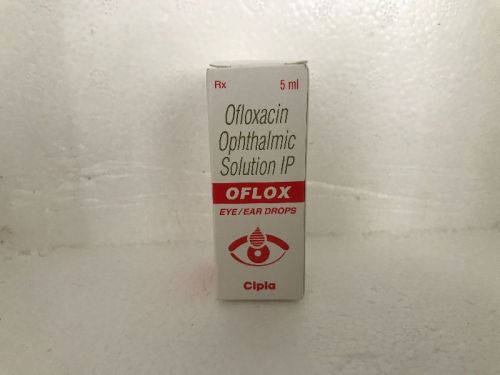 Rx 5 ml
Ofloxacin
Ophthalmic
Solution IP
OFLOX
EYE/EAR DROPS
Cipla